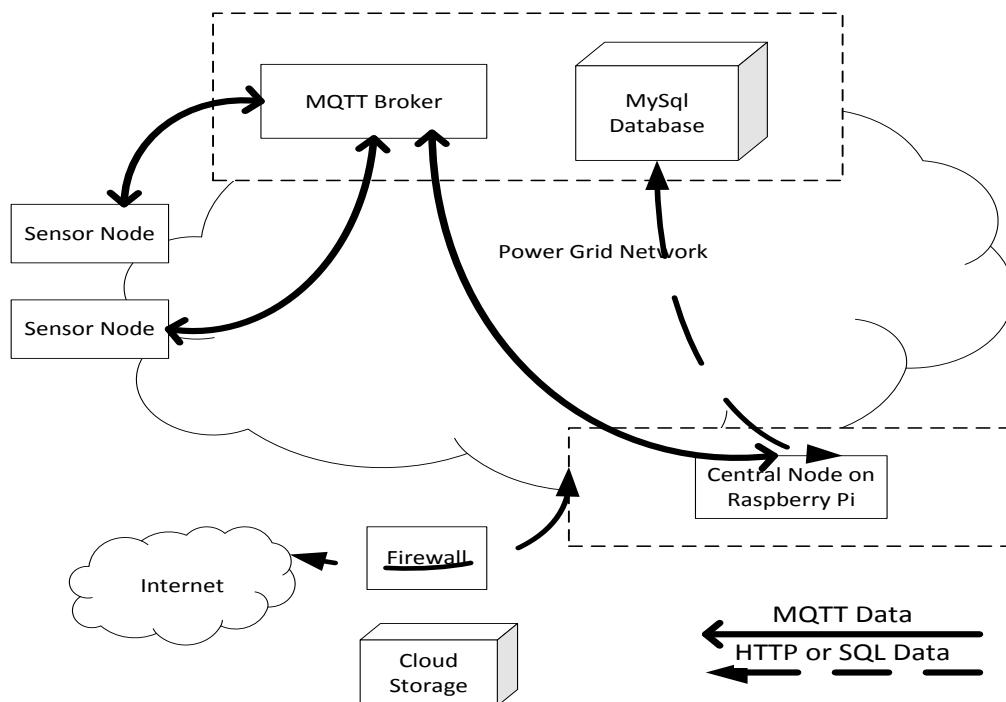 MQTT Broker
MySql
Database
Sensor Node
Power Grid Network
Sensor Node
Central Node on
Raspberry Pi
Firewall
Internet
MQTT Data
HTTP or SQL Data
Cloud
Storage